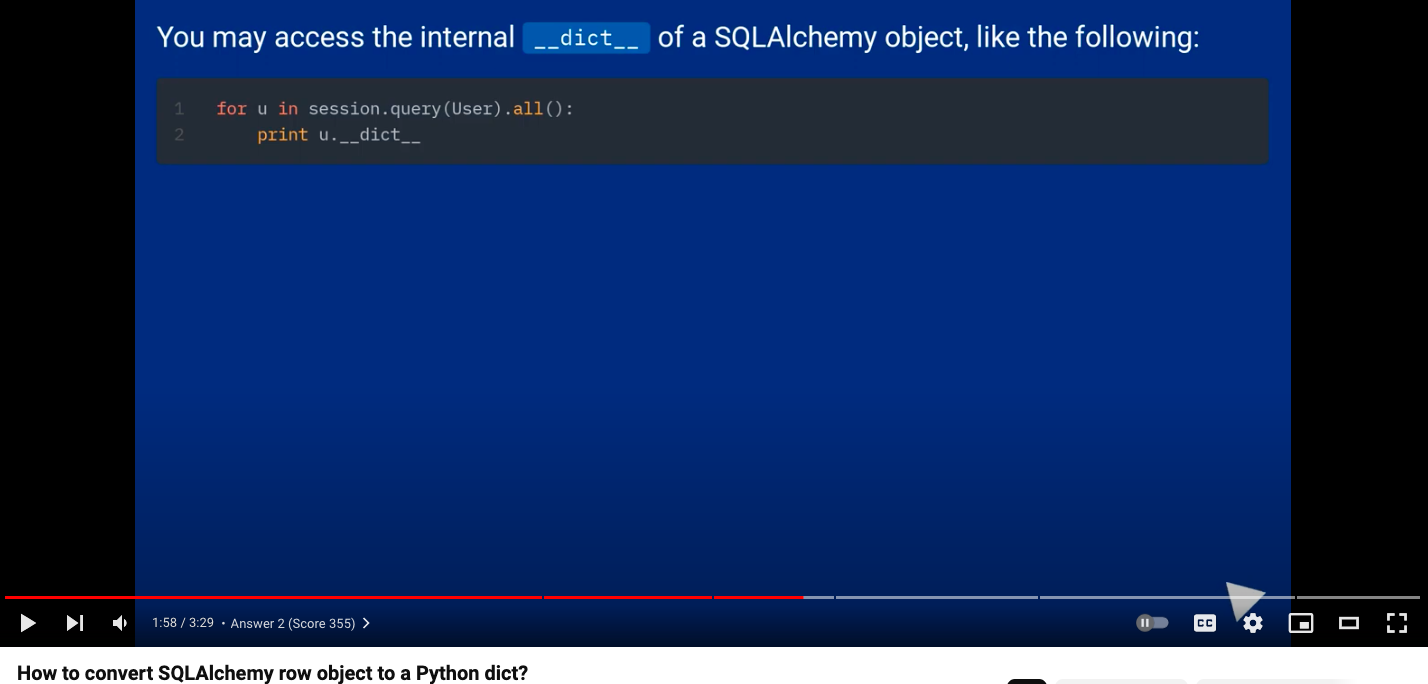 You may access the internal __dict__ of a SQLAlchemy object, like the following:
1 for u in session.query(User).all():
2     print u.__dict__
1:58 / 3:29 • Answer 2 (Score 355)
CC
How to convert SQLAlchemy row object to a Python dict?